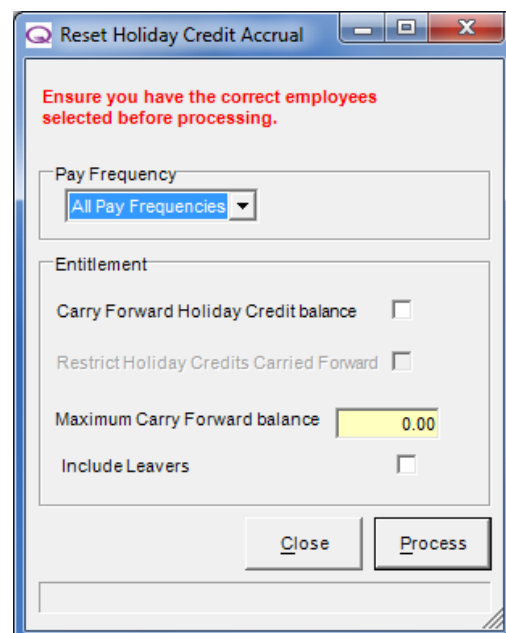 Reset Holiday Credit Accrual
Ensure you have the correct employees
selected before processing.
Pay Frequency
All Pay Frequencies
Entitlement
Carry Forward Holiday Credit balance
Restrict Holiday Credits Carried Forward
Maximum Carry Forward balance 0.00
Include Leavers
Close Process